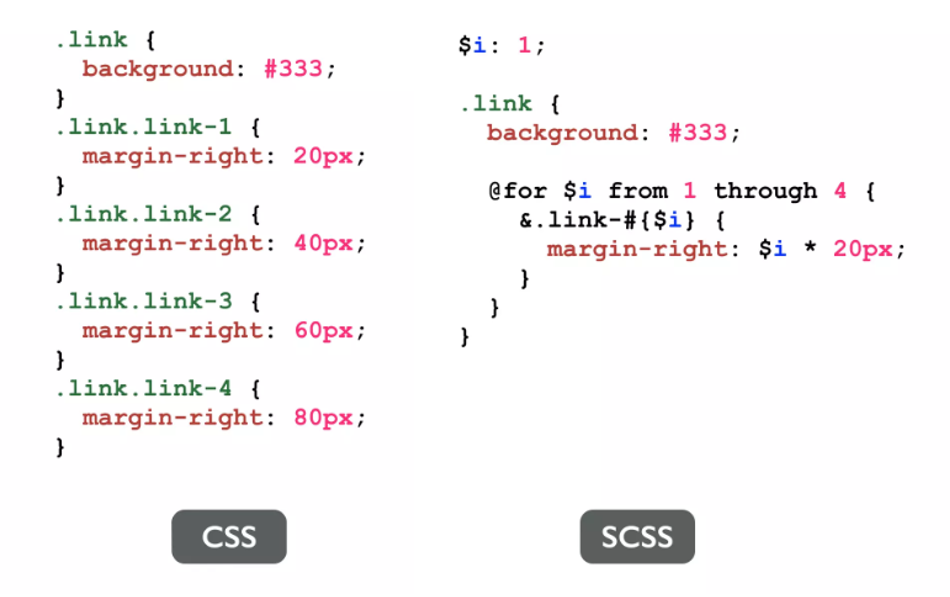 .link {
  background: #333;
}
.link.link-1 {
  margin-right: 20px;
}
.link.link-2 {
  margin-right: 40px;
}
.link.link-3 {
  margin-right: 60px;
}
.link.link-4 {
  margin-right: 80px;
}
CSS
$i: 1;
.link {
  background: #333;
  @for $i from 1 through 4 {
    &.link-#{$i} {
      margin-right: $i * 20px;
    }
  }
}
SCSS